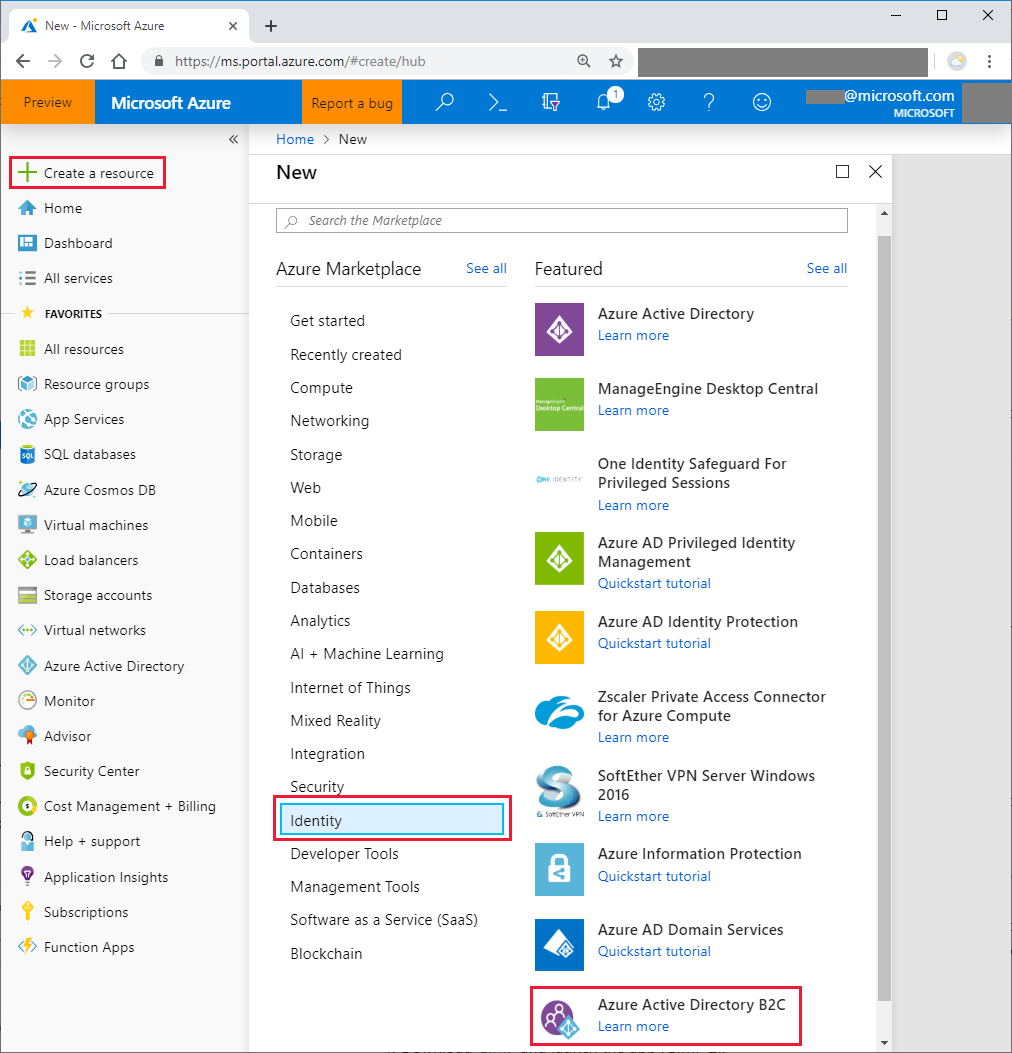 New - Microsoft Azure
https://ms.portal.azure.com/#create/hub
Preview
Microsoft Azure
Report a bug
1
@microsoft.com
MICROSOFT
«
Create a resource
Home
Dashboard
All services
FAVORITES
All resources
Resource groups
App Services
SQL
SQL databases
Azure Cosmos DB
Virtual machines
Load balancers
Storage accounts
Virtual networks
Azure Active Directory
Monitor
Advisor
Security Center
Cost Management + Billing
Help + support
Application Insights
Subscriptions
Function Apps
Home > New
New
Search the Marketplace
Azure Marketplace
See all
Get started
Recently created
Compute
Networking
Storage
Web
Mobile
Containers
Databases
Analytics
AI + Machine Learning
Internet of Things
Mixed Reality
Integration
Security
Identity
Developer Tools
Management Tools
Software as a Service (SaaS)
Blockchain
Featured
See all
Azure Active Directory
Learn more
ManageEngine
Desktop Central
ManageEngine Desktop Central
Learn more
ONE IDENTITY
One Identity Safeguard For
Privileged Sessions
Learn more
Azure AD Privileged Identity
Management
Quickstart tutorial
Azure AD Identity Protection
Quickstart tutorial
Zscaler Private Access Connector
for Azure Compute
Learn more
SoftEther VPN
SoftEther VPN Server Windows
2016
Learn more
Azure Information Protection
Quickstart tutorial
Azure AD Domain Services
Quickstart tutorial
Azure Active Directory B2C
Learn more